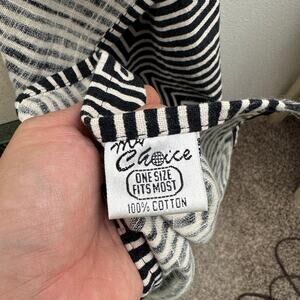 My
Choice
ONE SIZE
FITS MOST
100% COTTON